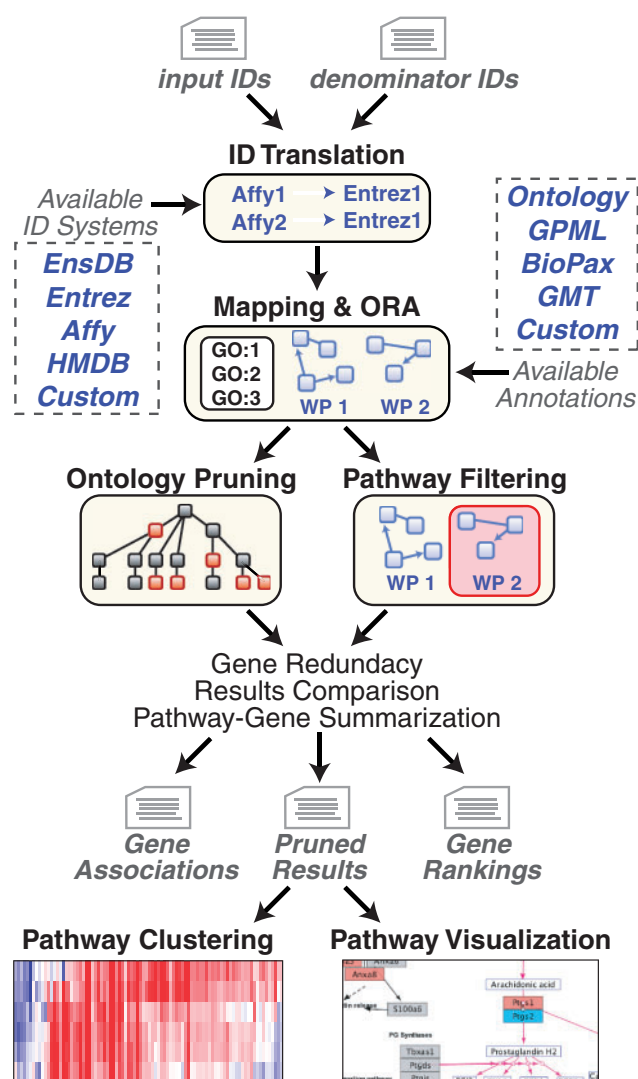 input IDs
denominator IDs
ID Translation
Affy1 Entrez1
Affy2 Entrez1
Available
ID Systems
EnsDB
Entrez
Affy
HMDB
Custom
Ontology
GPML
BioPax
GMT
Custom
Available
Annotations
Mapping & ORA
GO:1
GO:2
GO:3
WP 1
WP 2
Ontology Pruning
Pathway Filtering
WP 1
WP 2
Gene Redundacy
Results Comparison
Pathway-Gene Summarization
Gene
Associations
Pruned
Results
Gene
Rankings
Pathway Clustering
Pathway Visualization
Anxa8
release
S100a6
Arachidonic acid
Ptgs1
Ptgs2
PG Syntheses
Tbxas1
Ptgds
Prostaglandin H2